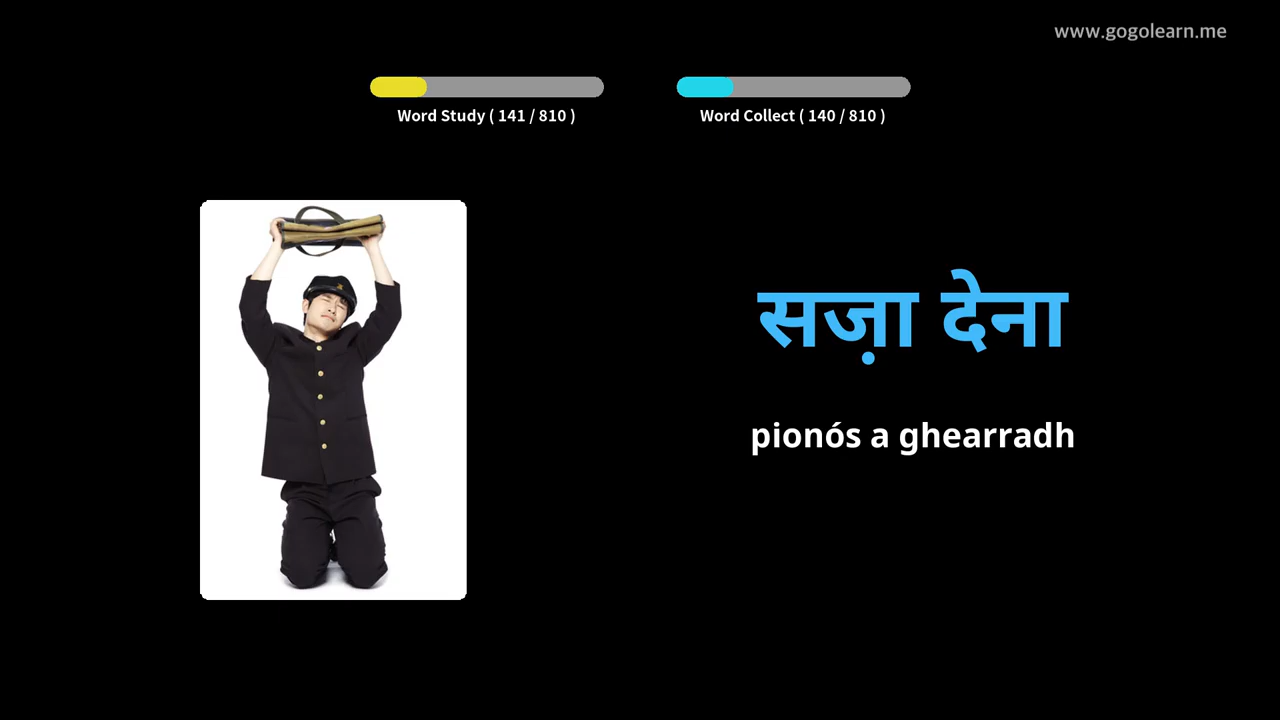 www.gogolearn.me
Word Study ( 141 / 810 )
Word Collect ( 140 / 810 )
सज़ा देना
pionós a ghearradh